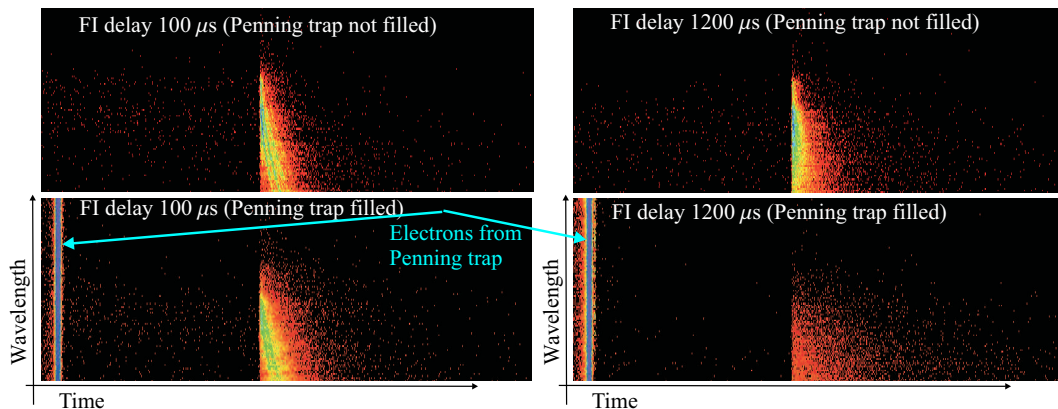 FI delay 100 μs (Penning trap not filled)
FI delay 1200 μs (Penning trap not filled)
FI delay 100 μs (Penning trap filled)
FI delay 1200 μs (Penning trap filled)
Electrons from
Penning trap
Wavelength
Wavelength
Time
Time